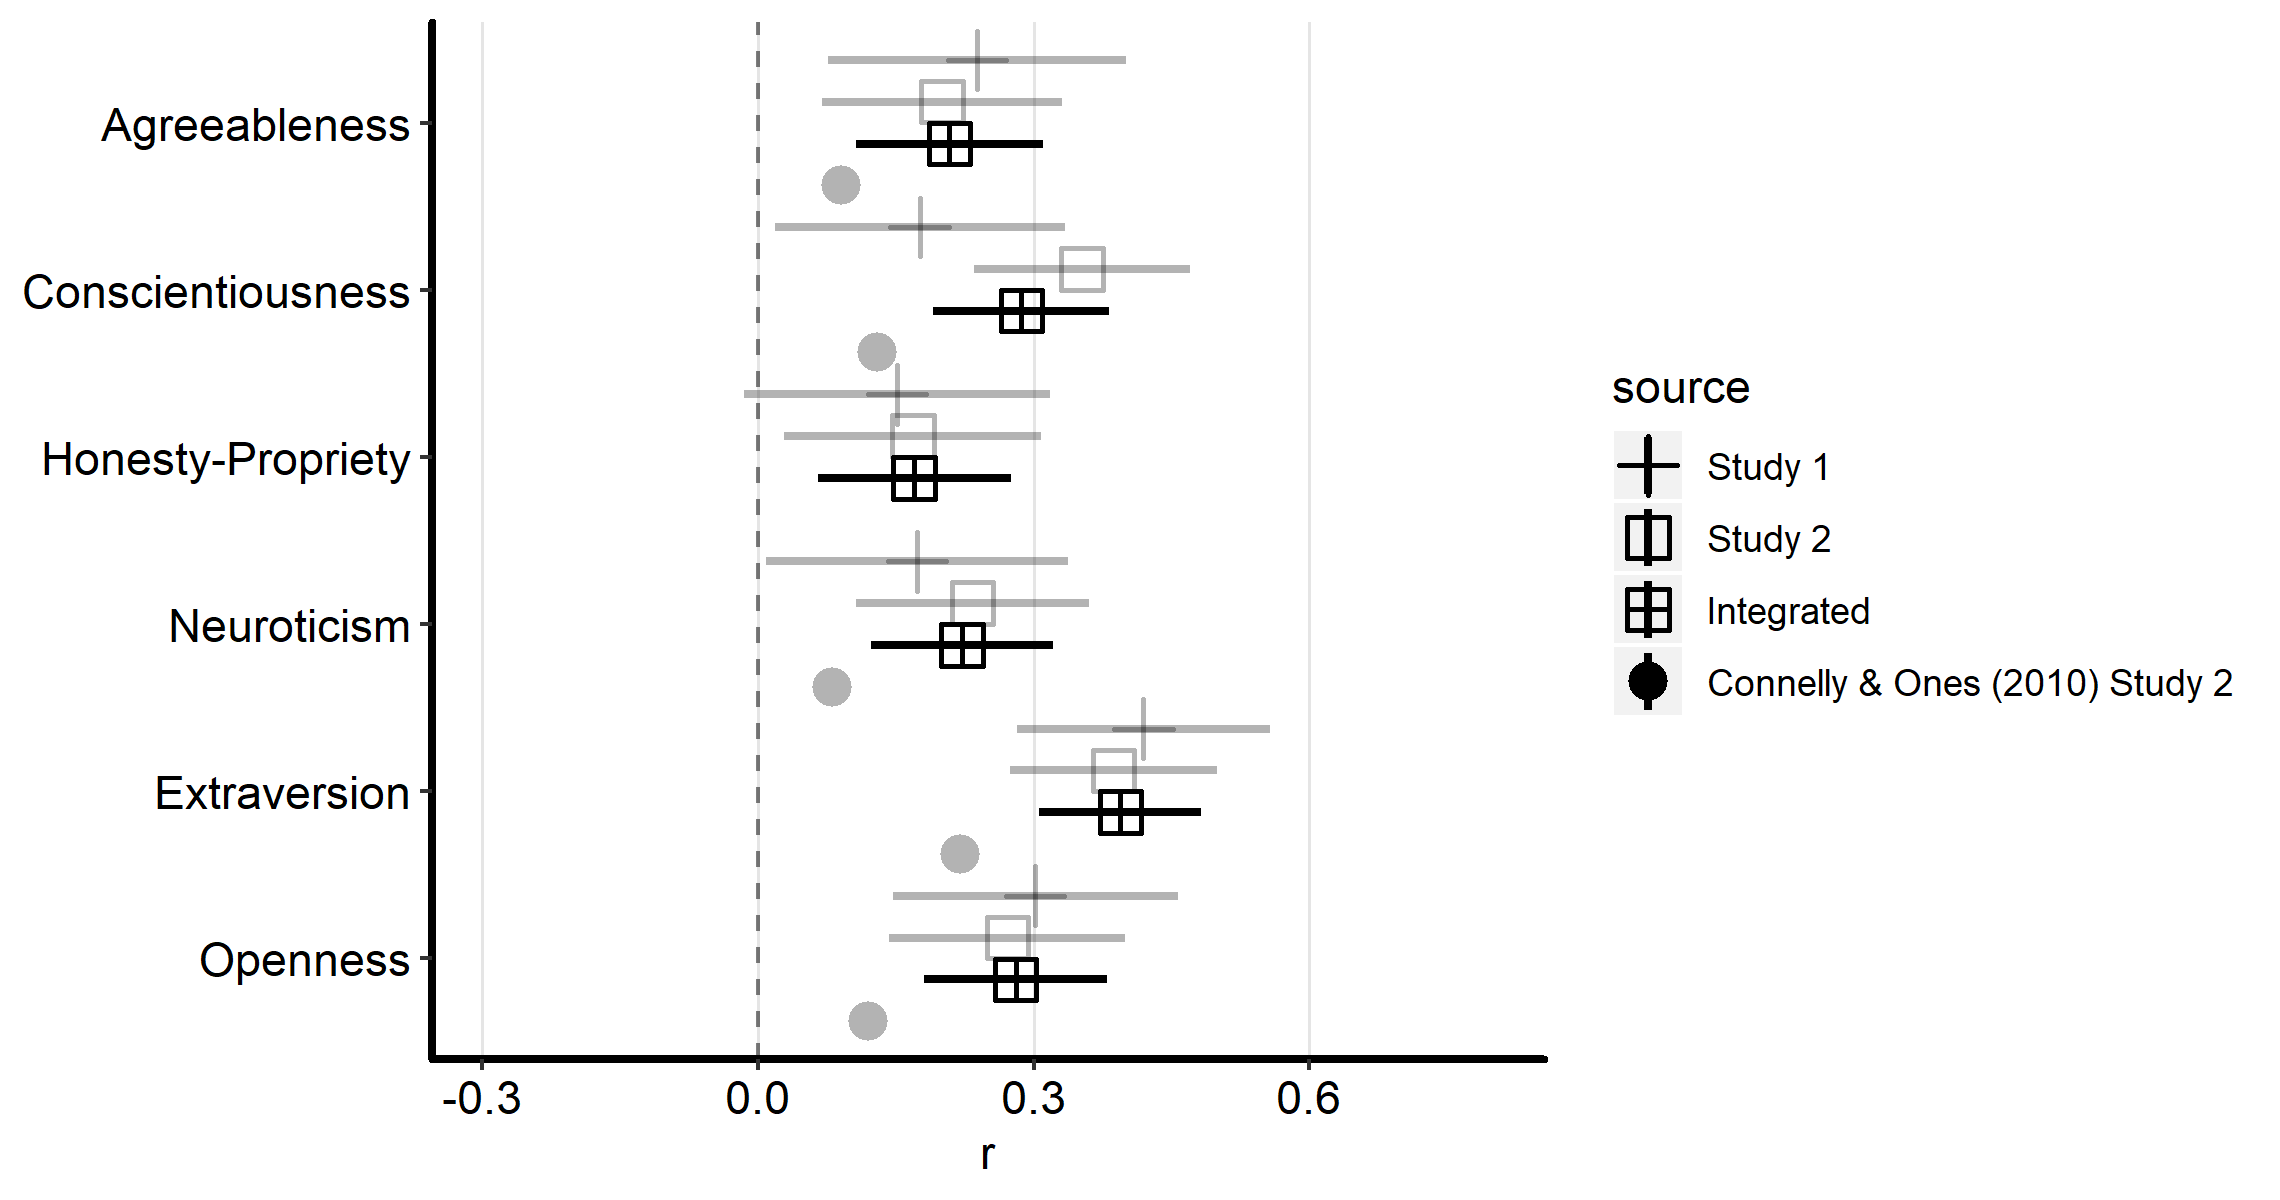 Agreeableness
Conscientiousness
Honesty-Propriety
Neuroticism
Extraversion
Openness
-0.3 0.0 0.3 0.6
r
source
Study 1
Study 2
Integrated
Connelly & Ones (2010) Study 2